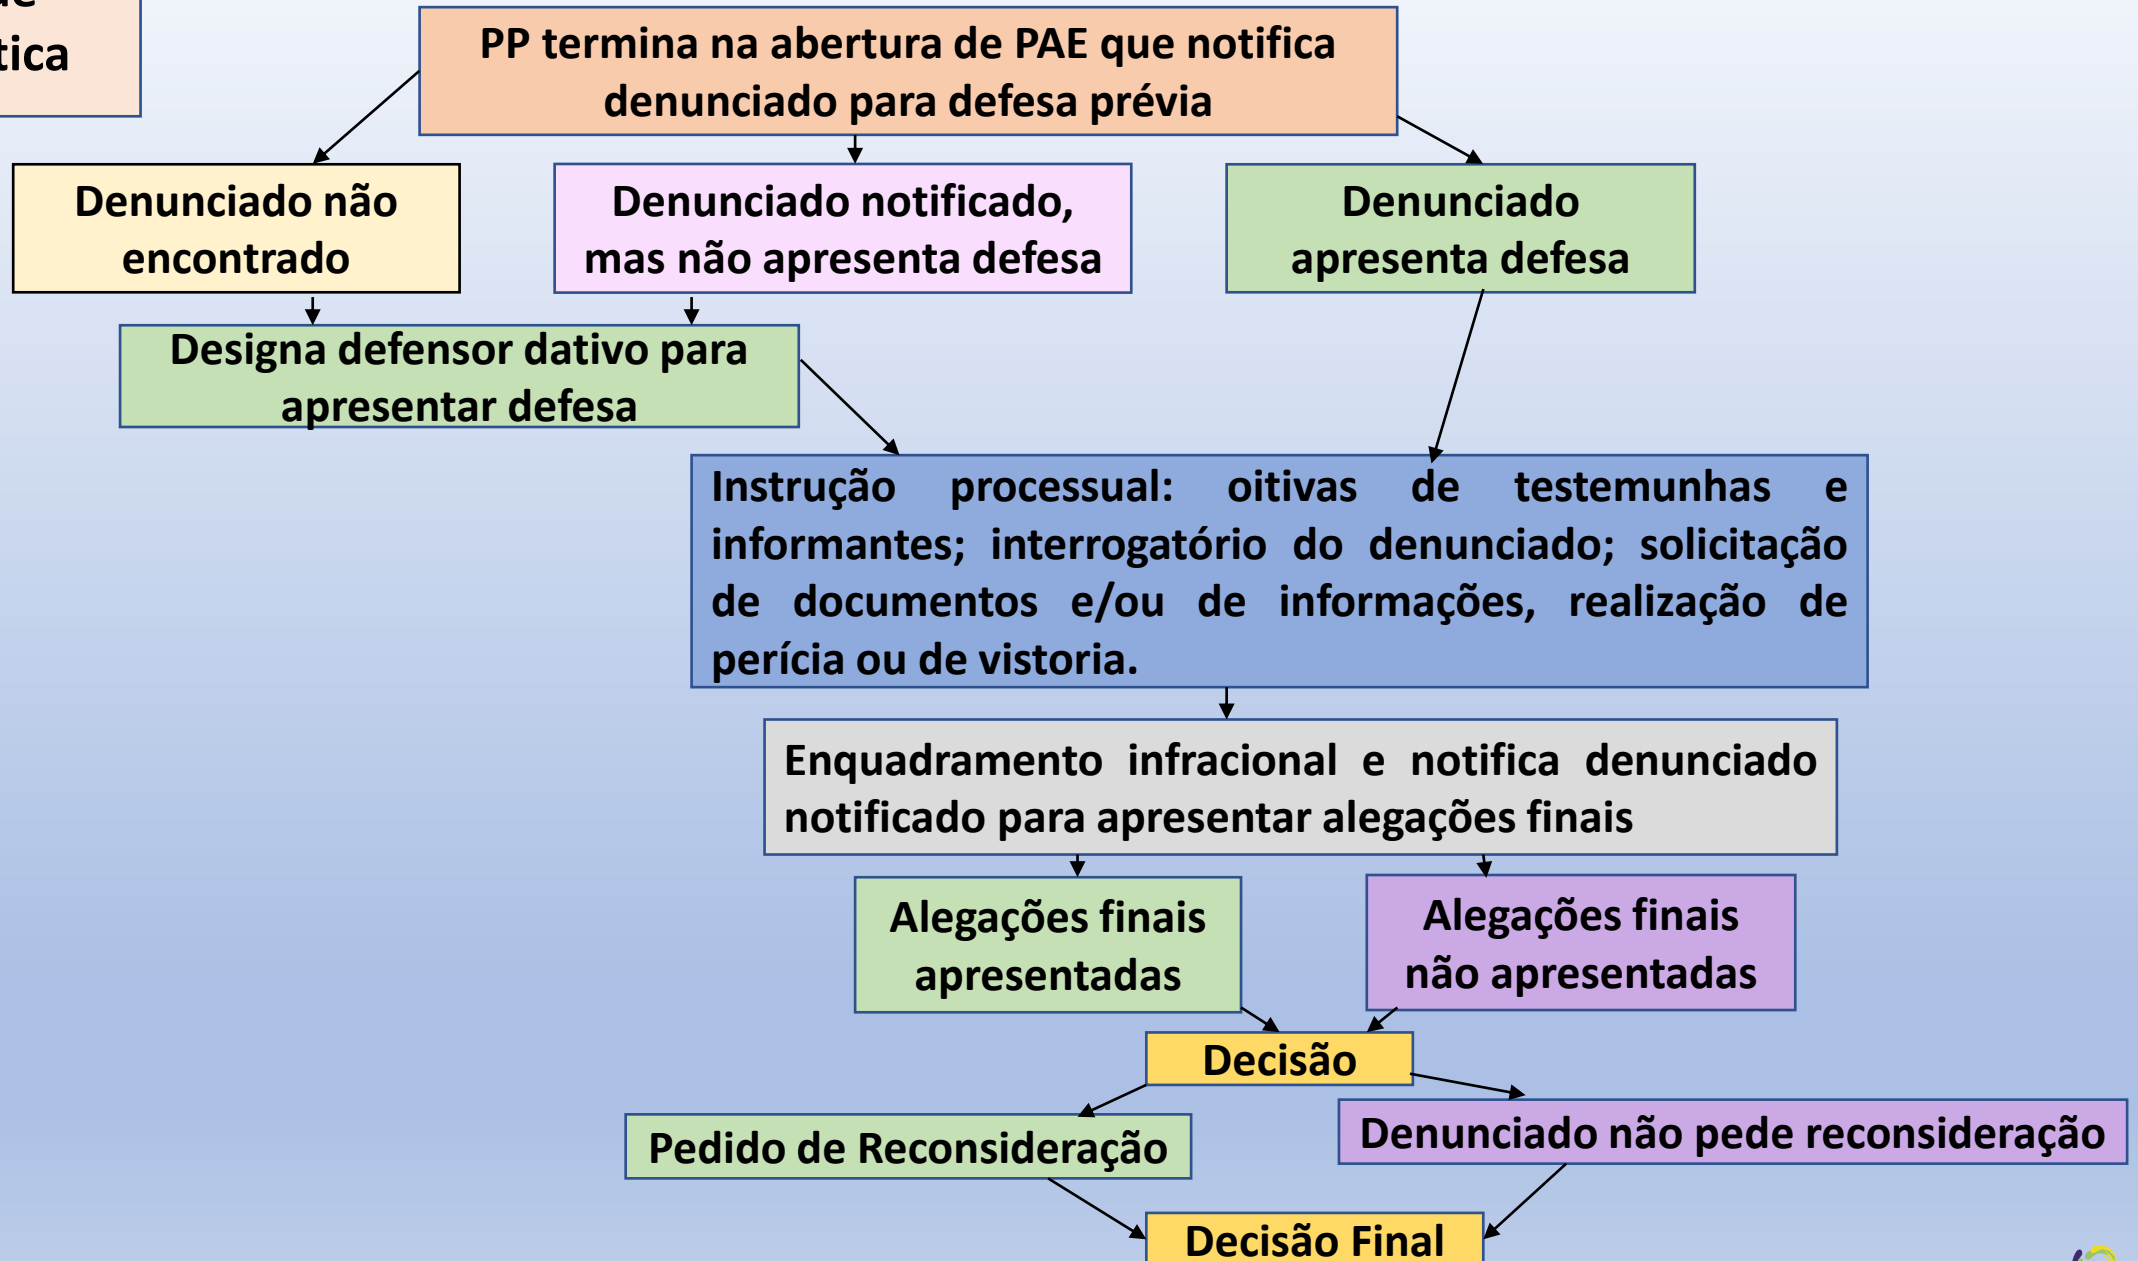 de
tica
PP termina na abertura de PAE que notifica
denunciado para defesa prévia
Denunciado não
encontrado
Denunciado notificado,
mas não apresenta defesa
Denunciado
apresenta defesa
Designa defensor dativo para
apresentar defesa
Instrução processual: oitivas de testemunhas e
informantes; interrogatório do denunciado; solicitação
de documentos e/ou de informações, realização de
perícia ou de vistoria.
Enquadramento infracional e notifica denunciado
notificado para apresentar alegações finais
Alegações finais
apresentadas
Alegações finais
não apresentadas
Decisão
Pedido de Reconsideração
Denunciado não pede reconsideração
Decisão Final